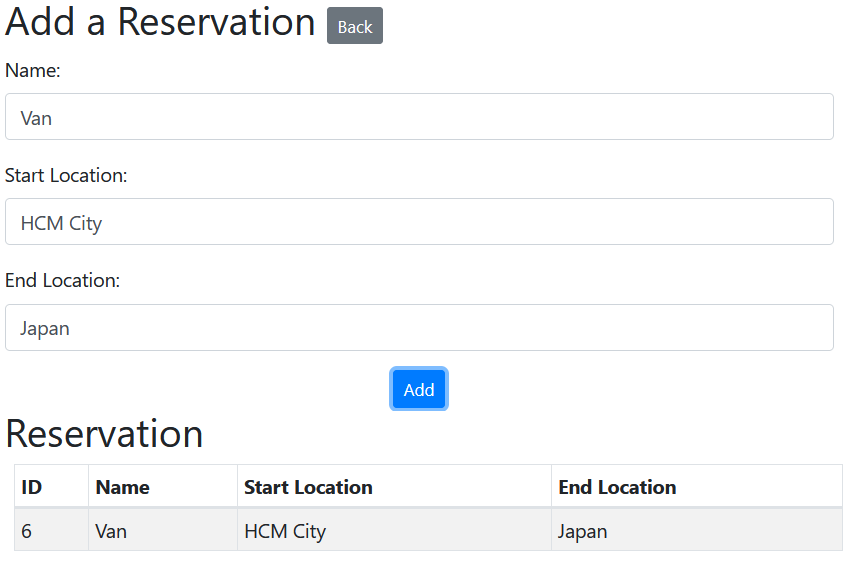 Add a Reservation Back
Name:
Van
Start Location:
HCM City
End Location:
Japan
Add
Reservation
ID Name Start Location End Location
6 Van HCM City Japan